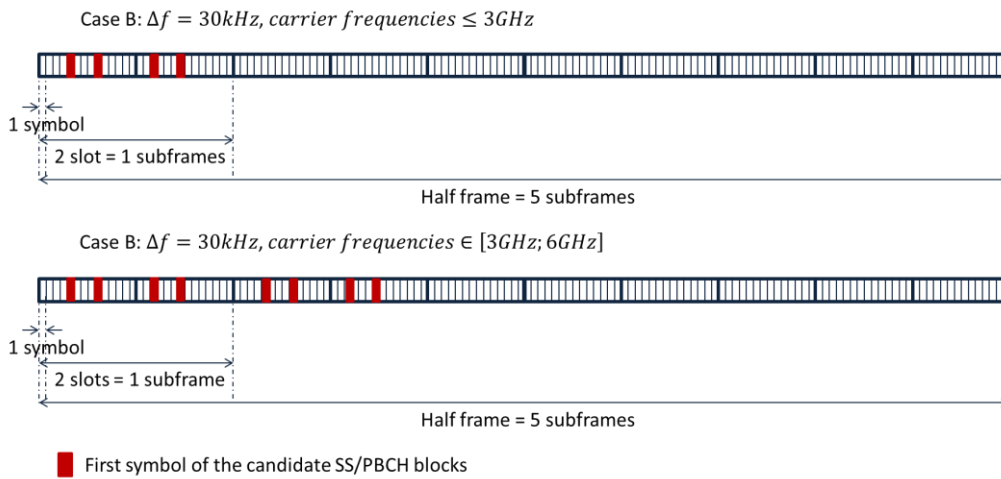 Case B: Δf = 30kHz, carrier frequencies ≤ 3GHz
1 symbol
2 slot = 1 subframes
Half frame = 5 subframes
Case B: Δf = 30kHz, carrier frequencies ∈ [3GHz; 6GHz]
1 symbol
2 slots = 1 subframe
Half frame = 5 subframes
First symbol of the candidate SS/PBCH blocks